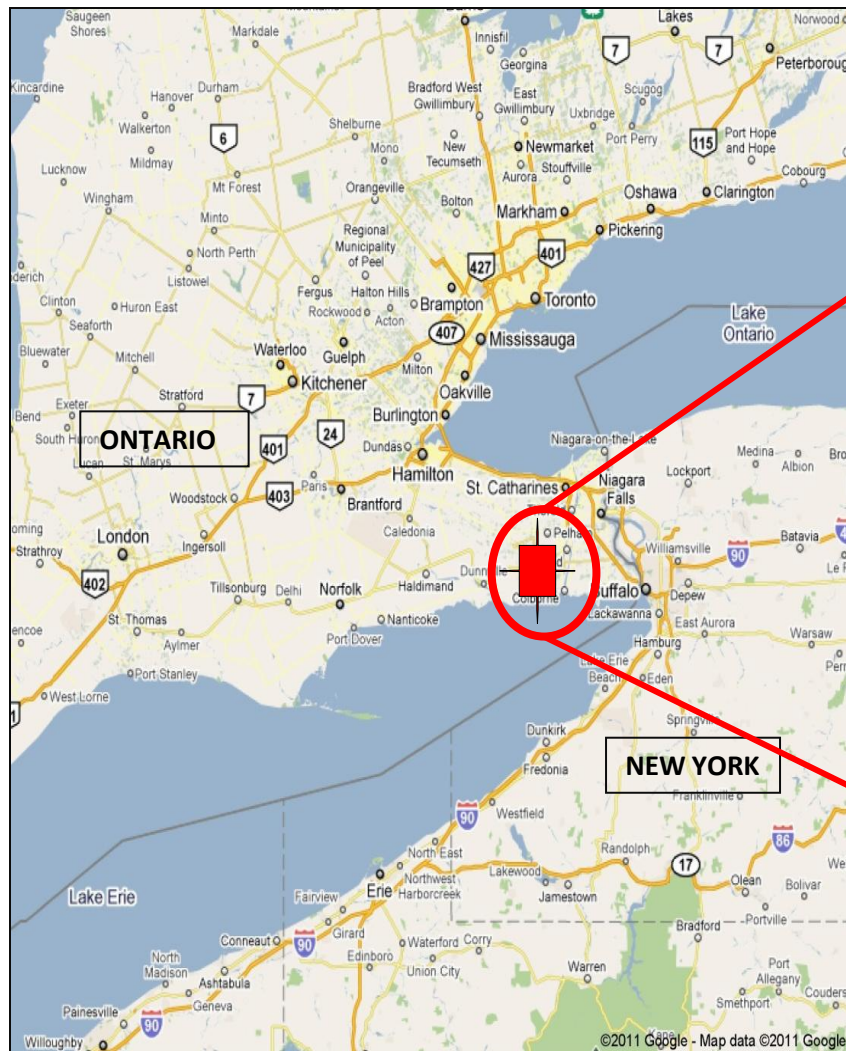 Saugeen
Shores
Markdale
Innisfil
Georgina
Lakes
Norwood
7
7
Peterborou
Kincardine
Hanover
Durham
Bradford West
Gwillimbury
East
Gwillimbury
Scugog
Walkerton
6
Shelburne
Uxbridge
Port Perry
Mildmay
Mono
New
Tecumseth
Newmarket
115
Port Hope
and Hope
Lucknow
Mt Forest
Aurora
Stouffville
Cobourg
Wingham
Orangeville
Bolton
Oshawa
Clarington
Minto
Markham
Regional
Municipality
of Peel
Pickering
North Perth
427
401
Listowel
Clinton
Huron East
Fergus
Halton Hills
Brampton
Toronto
Rockwood
Acton
Lake
Ontario
Seaforth
407
Mississauga
Bluewater
Mitchell
Waterloo
Guelph
Milton
Kitchener
Oakville
Stratford
7
Exeter
Burlington
Bend
South Huron
ONTARIO
24
Niagara-on-the-Lake
401
Dundas
Medina
St. Marys
Hamilton
Niagara
Falls
Lockport
Albion
Woodstock
403
Paris
St. Catharines
Brantford
London
Caledonia
Pelham
Strathroy
Ingersoll
Williamsville
90
Batavia
402
Tillsonburg
Delhi
Norfolk
Haldimand
Buffalo
Depew
St. Thomas
Nanticoke
Lackawanna
Aylmer
Port Dover
East Aurora
Warsaw
Port Stanley
Hamburg
West Lorne
Lake Erie
Beach
Eden
Springville
Dunkirk
Fredonia
NEW YORK
Franklinville
90
Westfield
86
North East
Randolph
Lakewood
17
Erie
Northwest
Harborcreek
Olean
Lake Erie
Jamestown
Bolivar
Fairview
Portville
Conneaut
90
Girard
Bradford
Waterford
Corry
North
Madison
Edinboro
Union City
Port
Allegany
Ashtabula
Warren
Geneva
Painesville
Smethport
Couders
90
Willoughby
©2011 Google - Map data ©2011 Google